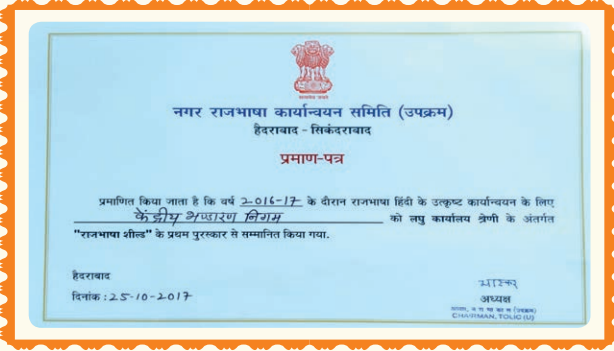 नगर राजभाषा कार्यान्वयन समिति (उपक्रम)
हैदराबाद - सिकंदराबाद
प्रमाण-पत्र
प्रमाणित किया जाता है कि वर्ष 2016-17 के दौरान राजभाषा हिंदी के उत्कृष्ट कार्यान्वयन के लिए
केंद्रीय भण्डारण निगम को लघु कार्यालय श्रेणी के अंतर्गत
"राजभाषा शील्ड" के प्रथम पुरस्कार से सम्मानित किया गया.
हैदराबाद
दिनांक : 25-10-2017
अध्यक्ष
CHAIRMAN, TOLIC (U)